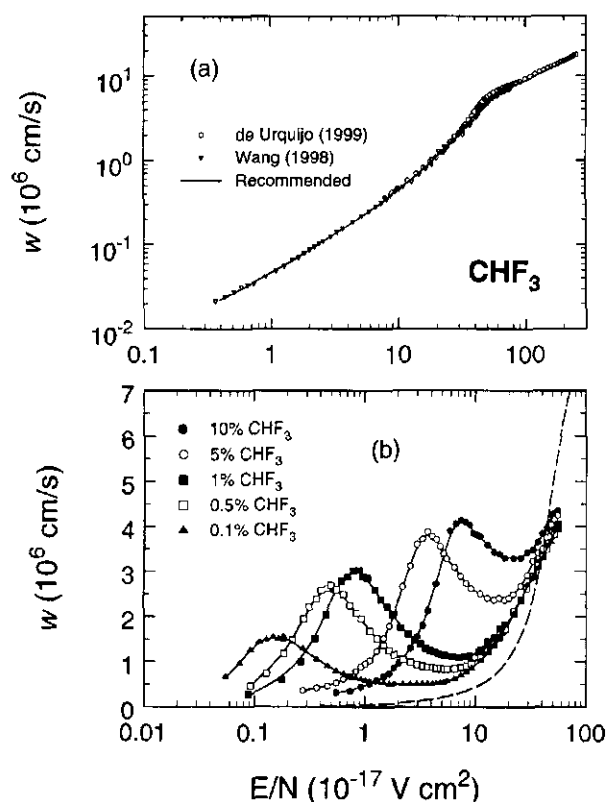 (a)
10^1
10^0
10^-1
10^-2
w (10^6 cm/s)
de Urquijo (1999)
Wang (1998)
Recommended
CHF₃
0.1
1
10
100
(b)
7
6
5
4
3
2
1
0
w (10^6 cm/s)
10% CHF₃
5% CHF₃
1% CHF₃
0.5% CHF₃
0.1% CHF₃
0.01
0.1
1
10
100
E/N (10^-17 V cm^2)